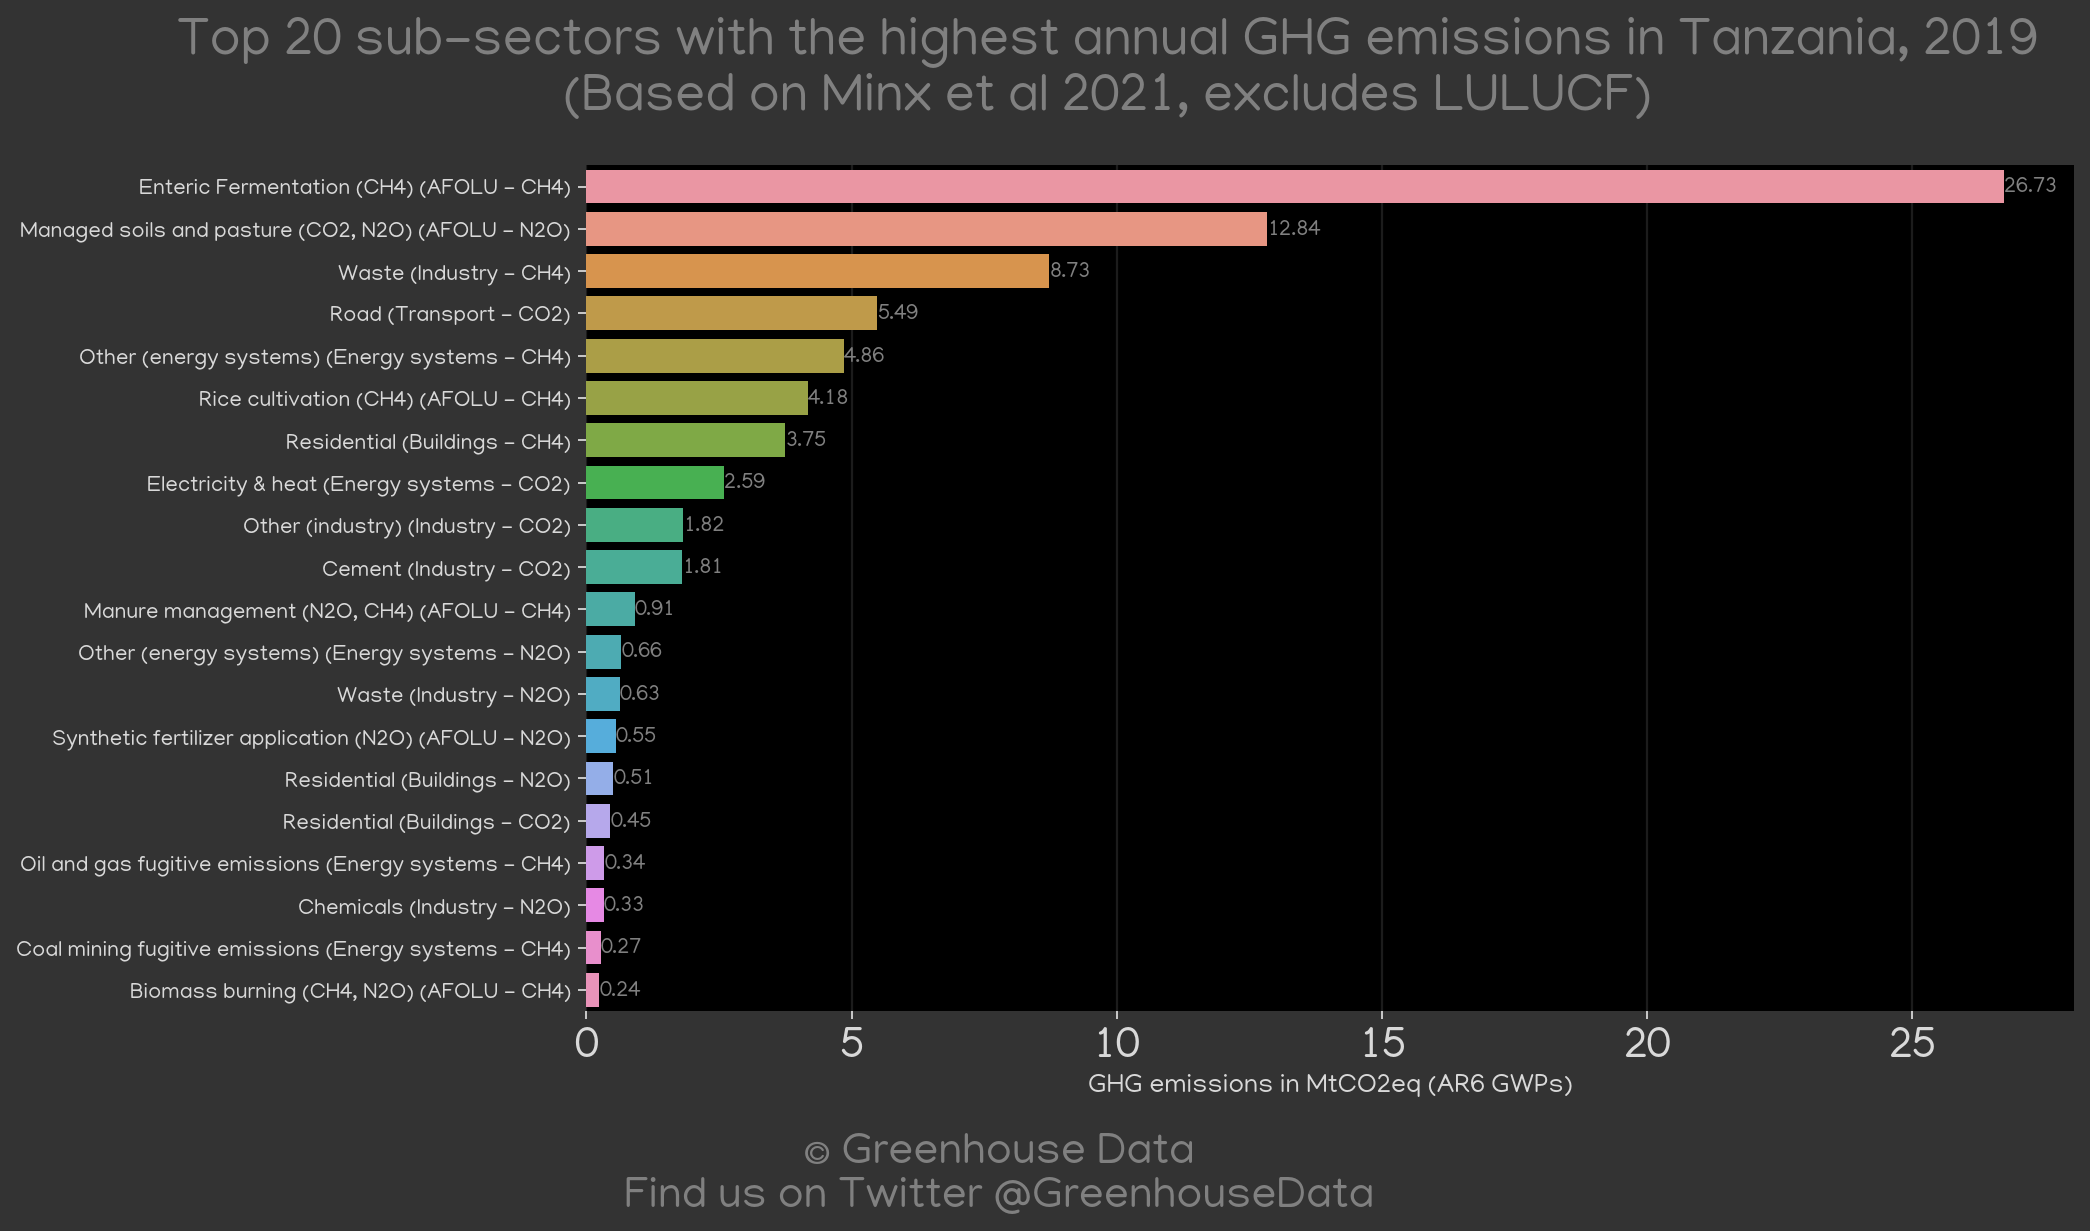 Top 20 sub-sectors with the highest annual GHG emissions in Tanzania, 2019
(Based on Minx et al 2021, excludes LULUCF)
Enteric Fermentation (CH4) (AFOLU - CH4) 26.73
Managed soils and pasture (CO2, N2O) (AFOLU - N2O) 12.84
Waste (Industry - CH4) 8.73
Road (Transport - CO2) 5.49
Other (energy systems) (Energy systems - CH4) 4.86
Rice cultivation (CH4) (AFOLU - CH4) 4.18
Residential (Buildings - CH4) 3.75
Electricity & heat (Energy systems - CO2) 2.59
Other (industry) (Industry - CO2) 1.82
Cement (Industry - CO2) 1.81
Manure management (N2O, CH4) (AFOLU - CH4) 0.91
Other (energy systems) (Energy systems - N2O) 0.66
Waste (Industry - N2O) 0.63
Synthetic fertilizer application (N2O) (AFOLU - N2O) 0.55
Residential (Buildings - N2O) 0.51
Residential (Buildings - CO2) 0.45
Oil and gas fugitive emissions (Energy systems - CH4) 0.34
Chemicals (Industry - N2O) 0.33
Coal mining fugitive emissions (Energy systems - CH4) 0.27
Biomass burning (CH4, N2O) (AFOLU - CH4) 0.24
0 5 10 15 20 25
GHG emissions in MtCO2eq (AR6 GWPs)
© Greenhouse Data
Find us on Twitter @GreenhouseData